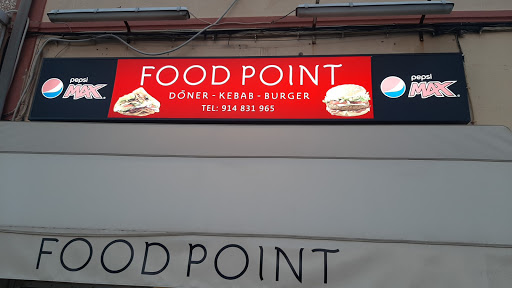 pepsi
MAX
FOOD POINT
DÖNER - KEBAB - BURGER
TEL: 914 831 965
pepsi
MAX
FOOD POINT